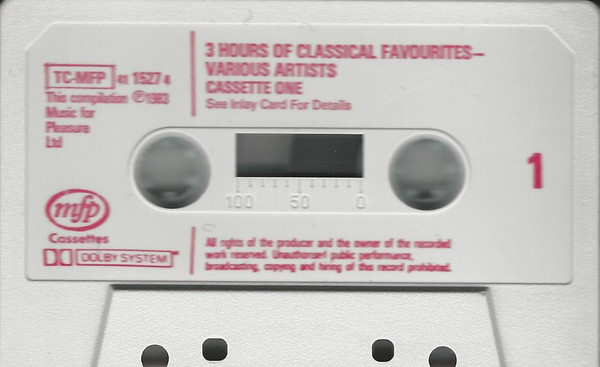 3 HOURS OF CLASSICAL FAVOURITES–
VARIOUS ARTISTS
CASSETTE ONE
See Inlay Card For Details
TC-MFP 41 1527 4
This compilation ℗1983
Music for
Pleasure
Ltd
1
100 50 0
mfp
Cassettes
DOLBY SYSTEM
All rights of the producer and the owner of the recorded
work reserved. Unauthorised public performance,
broadcasting, copying and hiring of this record prohibited.